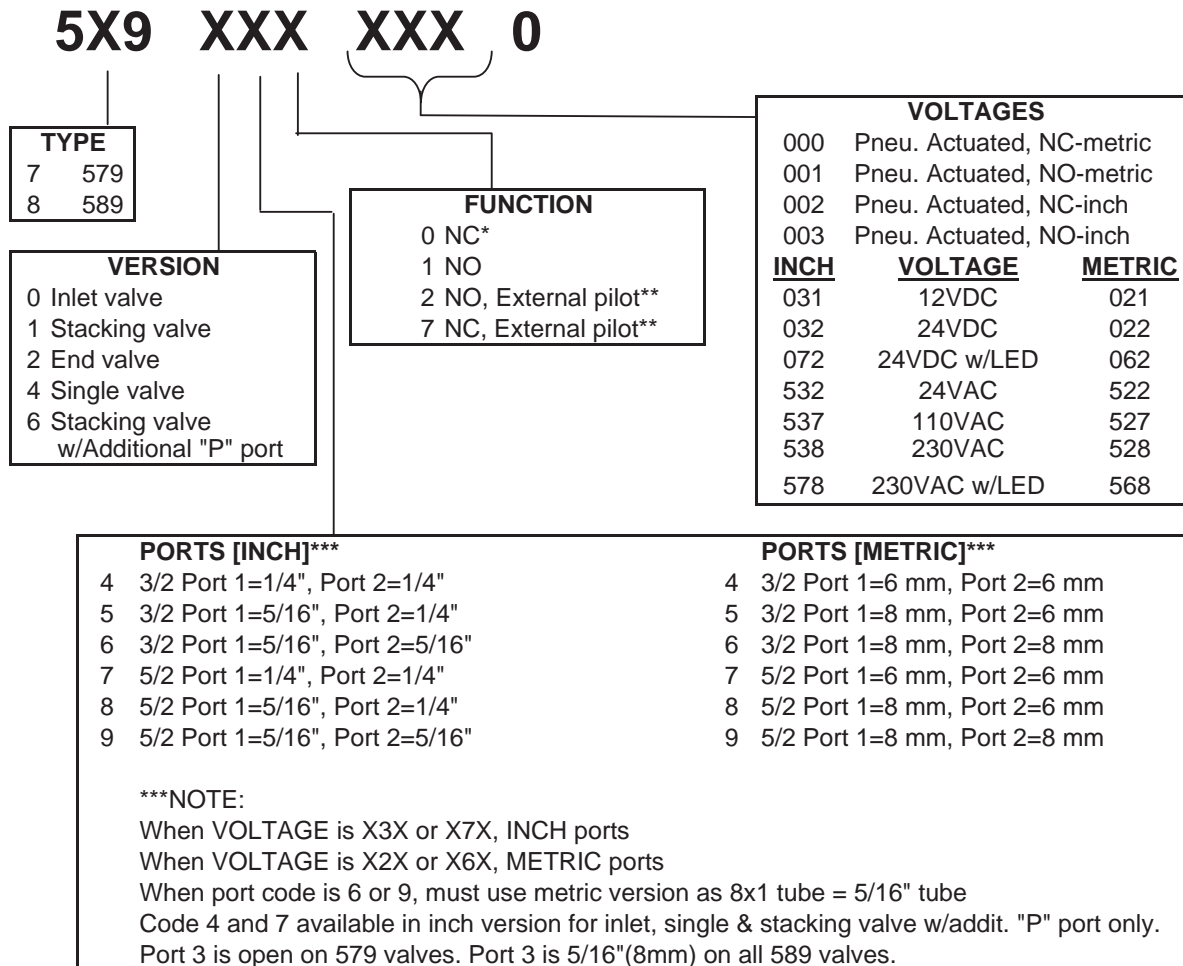 5X9 XXX XXX 0
TYPE
7 579
8 589
VERSION
0 Inlet valve
1 Stacking valve
2 End valve
4 Single valve
6 Stacking valve
w/Additional "P" port
FUNCTION
0 NC*
1 NO
2 NO, External pilot**
7 NC, External pilot**
VOLTAGES
000 Pneu. Actuated, NC-metric
001 Pneu. Actuated, NO-metric
002 Pneu. Actuated, NC-inch
003 Pneu. Actuated, NO-inch
INCH VOLTAGE METRIC
031 12VDC 021
032 24VDC 022
072 24VDC w/LED 062
532 24VAC 522
537 110VAC 527
538 230VAC 528
578 230VAC w/LED 568
PORTS [INCH]***
4 3/2 Port 1=1/4", Port 2=1/4"
5 3/2 Port 1=5/16", Port 2=1/4"
6 3/2 Port 1=5/16", Port 2=5/16"
7 5/2 Port 1=1/4", Port 2=1/4"
8 5/2 Port 1=5/16", Port 2=1/4"
9 5/2 Port 1=5/16", Port 2=5/16"
PORTS [METRIC]***
4 3/2 Port 1=6 mm, Port 2=6 mm
5 3/2 Port 1=8 mm, Port 2=6 mm
6 3/2 Port 1=8 mm, Port 2=8 mm
7 5/2 Port 1=6 mm, Port 2=6 mm
8 5/2 Port 1=8 mm, Port 2=6 mm
9 5/2 Port 1=8 mm, Port 2=8 mm
***NOTE:
When VOLTAGE is X3X or X7X, INCH ports
When VOLTAGE is X2X or X6X, METRIC ports
When port code is 6 or 9, must use metric version as 8x1 tube = 5/16" tube
Code 4 and 7 available in inch version for inlet, single & stacking valve w/addit. "P" port only.
Port 3 is open on 579 valves. Port 3 is 5/16"(8mm) on all 589 valves.